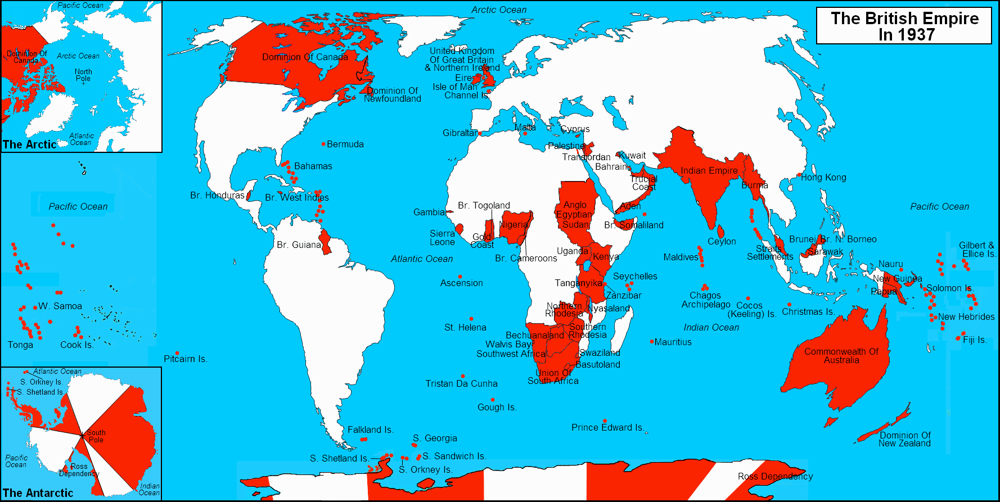 The British Empire
In 1937
Pacific Ocean
Dominion Of
Canada
Arctic Ocean
North
Pole
Atlantic
Ocean
The Arctic
Arctic Ocean
Dominion Of Canada
United Kingdom
Of Great Britain
& Northern Ireland
Eire
Isle of Man
Channel Is.
Dominion Of
Newfoundland
Gibraltar
Malta
Cyprus
Palestine
Transjordan
Kuwait
Bahrain
Trucial
Coast
Aden
Bermuda
Bahamas
Br. Honduras
Br. West Indies
Br. Guiana
Gambia
Sierra
Leone
Br. Togoland
Gold
Coast
Nigeria
Br. Cameroons
Anglo
Egyptian
Sudan
Br. Somaliland
Uganda
Kenya
Tanganyika
Zanzibar
Seychelles
Northern
Rhodesia
Nyasaland
Southern
Rhodesia
Bechuanaland
Walvis Bay
Southwest Africa
Swaziland
Basutoland
Union Of
South Africa
Indian Empire
Burma
Hong Kong
Ceylon
Maldives
Straits
Settlements
Brunei
Br. N. Borneo
Sarawak
Chagos
Archipelago
Cocos
(Keeling) Is.
Christmas Is.
Indian Ocean
Mauritius
Pacific Ocean
Gilbert &
Ellice Is.
Nauru
New Guinea
Papua
Solomon Is.
New Hebrides
Fiji Is.
Commonwealth Of
Australia
Dominion Of
New Zealand
Atlantic Ocean
Ascension
St. Helena
Tristan Da Cunha
Gough Is.
Prince Edward Is.
Falkland Is.
S. Georgia
S. Shetland Is.
S. Sandwich Is.
S. Orkney Is.
Ross Dependency
Pacific Ocean
W. Samoa
Tonga
Cook Is.
Pitcairn Is.
Atlantic Ocean
S. Orkney Is.
S. Shetland Is.
South
Pole
Pacific
Ocean
Ross
Dependency
Indian
Ocean
The Antarctic